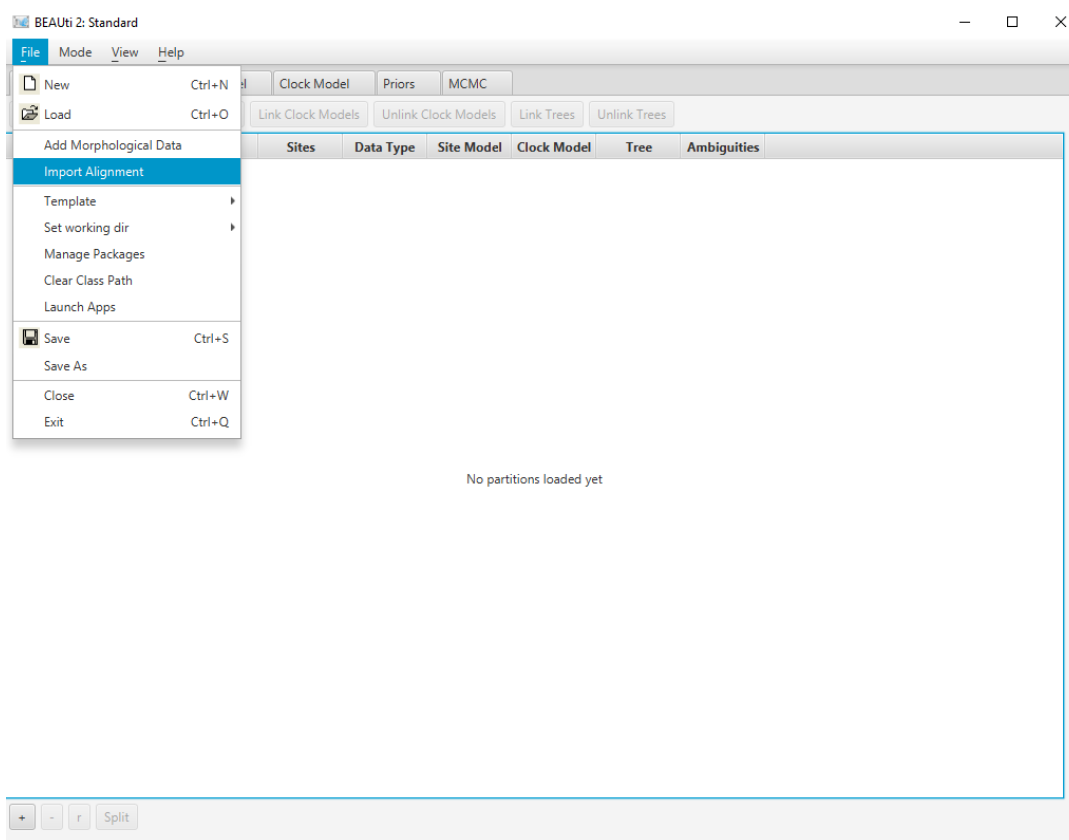 BEAUti 2: Standard
File Mode View Help
New Ctrl+N
Clock Model Priors MCMC
Load Ctrl+O
Link Clock Models Unlink Clock Models Link Trees Unlink Trees
Add Morphological Data
Sites Data Type Site Model Clock Model Tree Ambiguities
Import Alignment
Template
Set working dir
Manage Packages
Clear Class Path
Launch Apps
Save Ctrl+S
Save As
Close Ctrl+W
Exit Ctrl+Q
No partitions loaded yet
+ - r Split